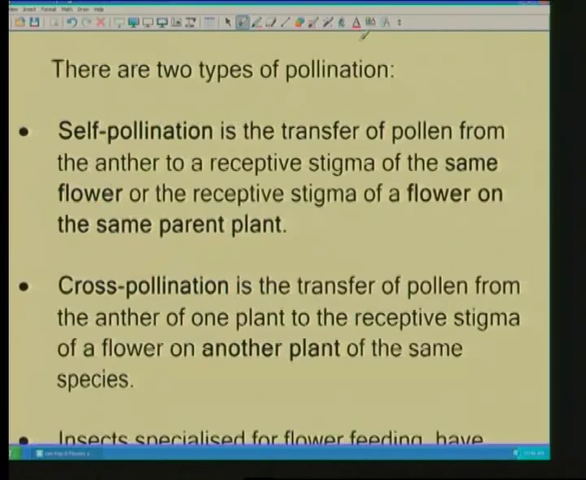 There are two types of pollination:
Self-pollination is the transfer of pollen from
the anther to a receptive stigma of the same
flower or the receptive stigma of a flower on
the same parent plant.
Cross-pollination is the transfer of pollen from
the anther of one plant to the receptive stigma
of a flower on another plant of the same
species.
Insects specialised for flower feeding, have